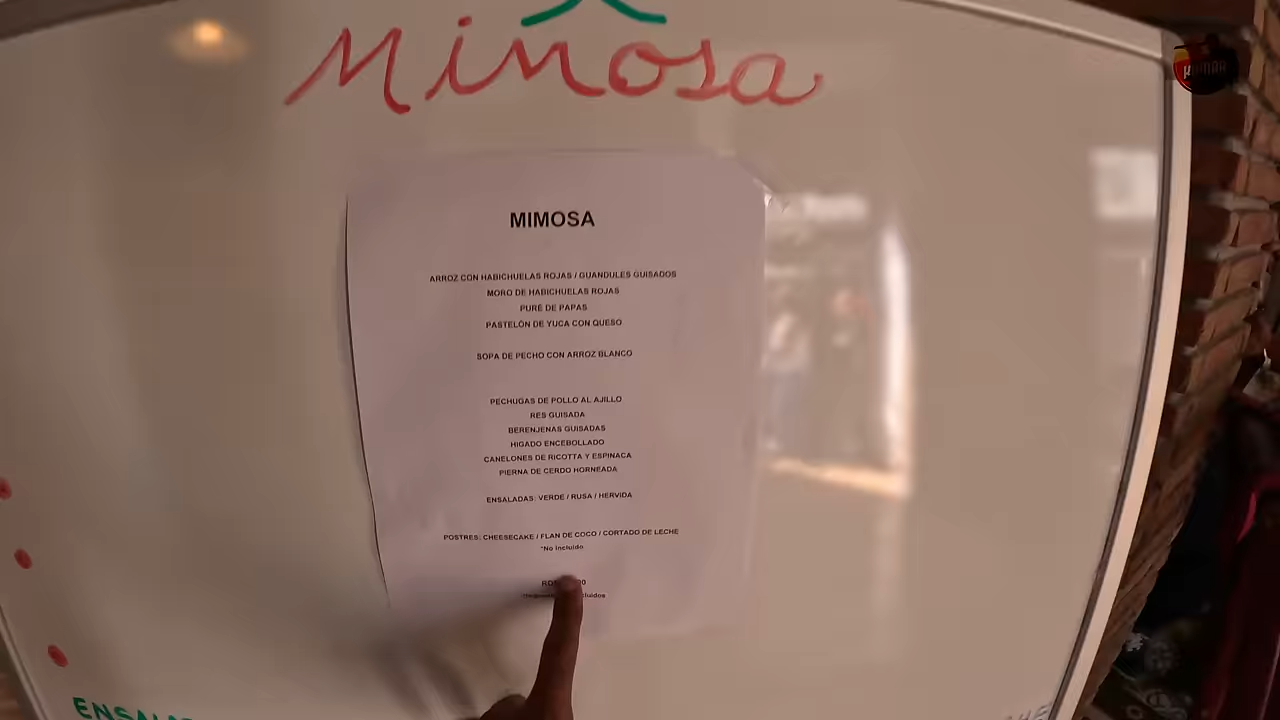 Mimosa
KUMAR
MIMOSA
ARROZ CON HABICHUELAS ROJAS / GUANDULES GUISADOS
MORO DE HABICHUELAS ROJAS
PURÉ DE PAPAS
PASTELÓN DE YUCA CON QUESO
SOPA DE PECHO CON ARROZ BLANCO
PECHUGAS DE POLLO AL AJILLO
RES GUISADA
BERENJENAS GUISADAS
HIGADO ENCEBOLLADO
CANELONES DE RICOTTA Y ESPINACA
PIERNA DE CERDO HORNEADA
ENSALADAS: VERDE / RUSA / HERVIDA
POSTRES: CHEESECAKE / FLAN DE COCO / CORTADO DE LECHE
*No incluido